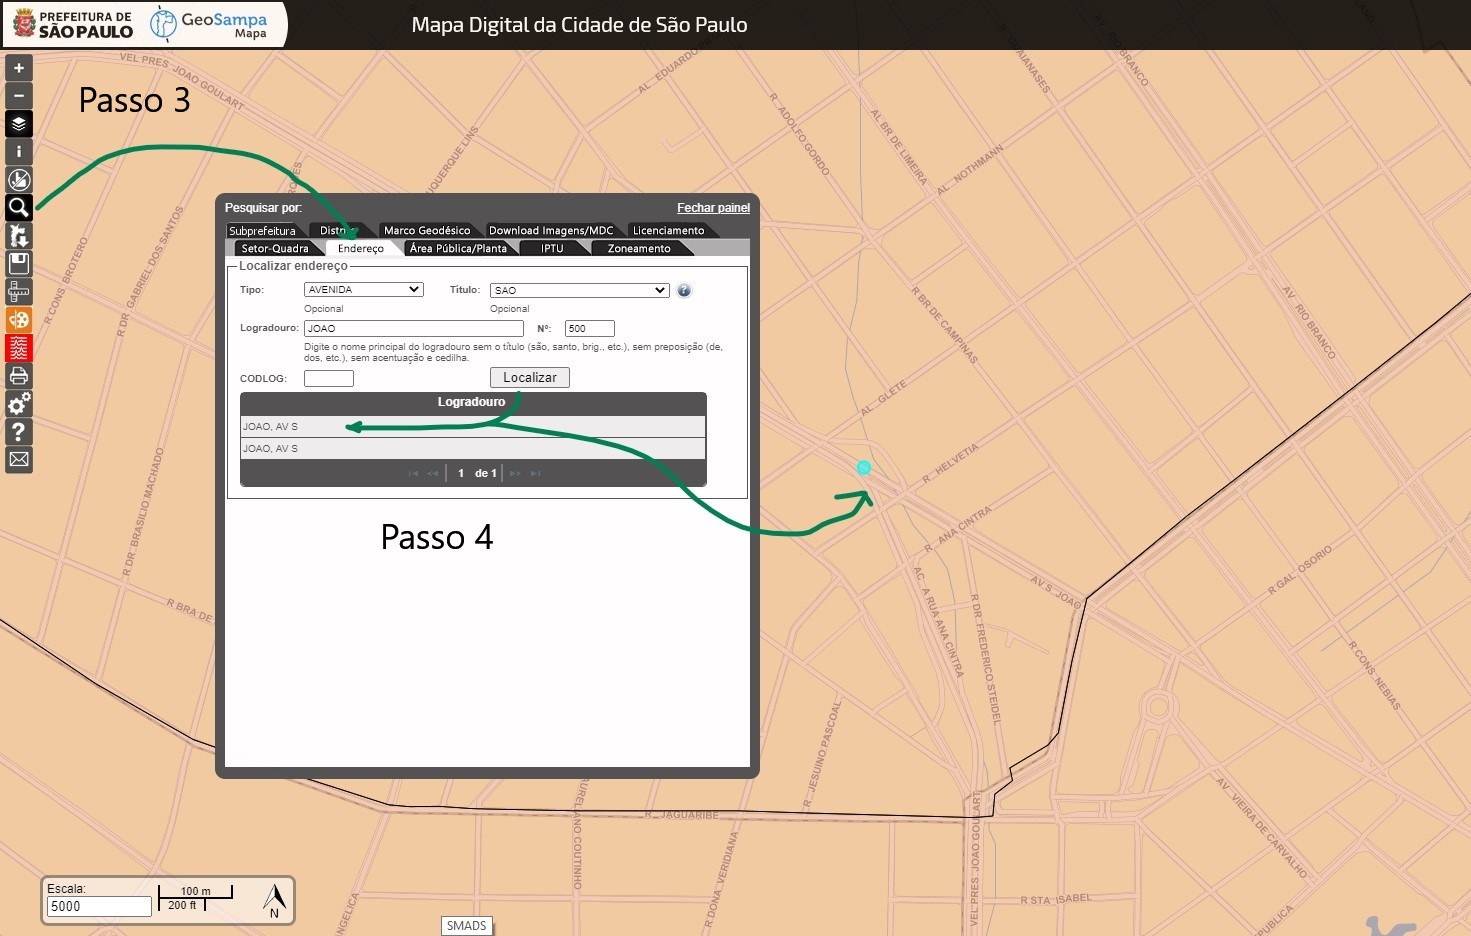 PREFEITURA DE
SÃO PAULO
GeoSampa
Mapa
Mapa Digital da Cidade de São Paulo
VEL PRES JOAO GOULART
Passo 3
AL EDUARDO
R ADOLFO GORDO
AL BR DE LIMEIRA
AL NOTHMANN
R CONS BROTERO
R DR GABRIEL DOS SANTOS
Pesquisar por:
Fechar painel
Subprefeitura
Marco Geodésico
Download Imagens/MDC
Licenciamento
Setor-Quadra
Endereço
Área Pública/Planta
IPTU
Zoneamento
Localizar endereço
Tipo:
AVENIDA
Título:
SAO
?
Opcional
Opcional
Logradouro:
JOAO
Nº:
500
Digite o nome principal do logradouro sem o título (são, santo, brig., etc.), sem preposição (de,
dos, etc.), sem acentuação e cedilha.
CODLOG:
Localizar
Logradouro
JOAO, AV S
JOAO, AV S
1 de 1
Passo 4
R BR DE CAMPINAS
AV RIO BRANCO
AL GLETE
R HELVETIA
R ANA CINTRA
AV S JOAO
R GAL OSORIO
AC A RUA ANA CINTRA
R DR FREDERICO STEIDEL
R CONS NEBIAS
R DR BRASILIO MACHADO
R BRA DE
R JESUINO PASCOAL
R JAGUARIBE
AURELIANO COUTINHO
VEL PRES JOAO GOULART
AV VIEIRA DE CARVALHO
R DONA VERIDIANA
R STA ISABEL
Escala:
5000
100 m
200 ft
N
SMADS